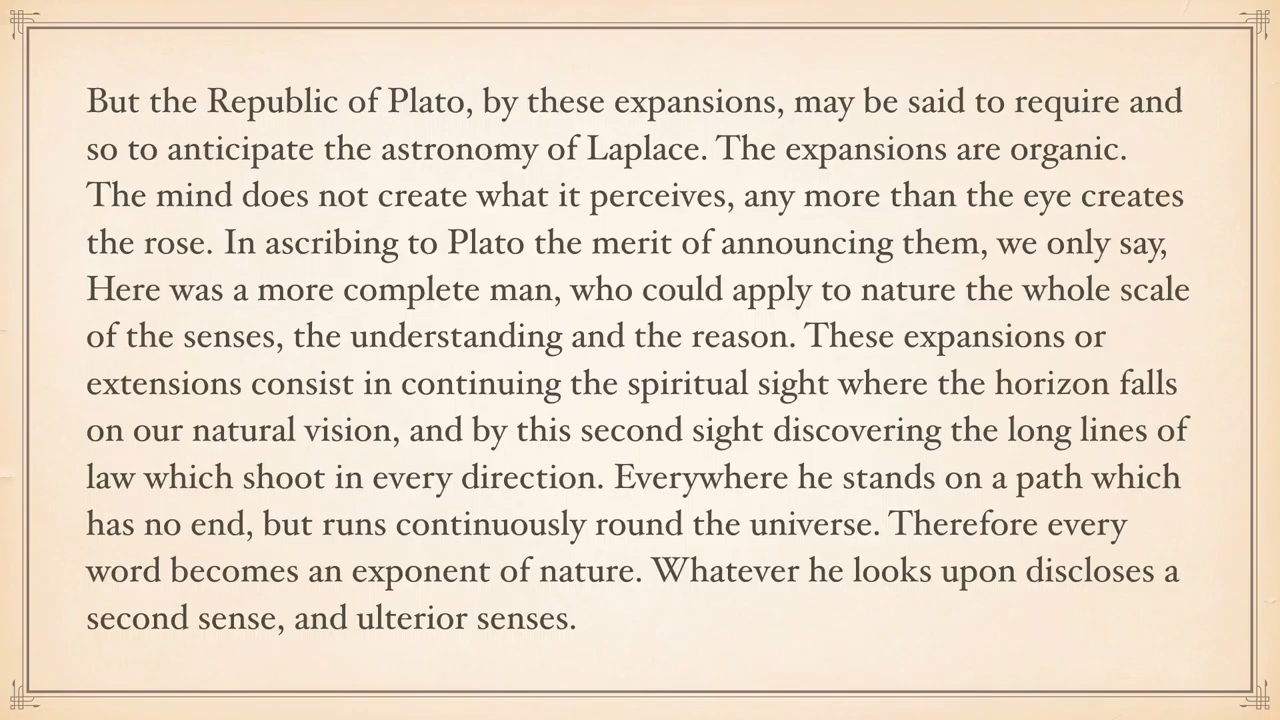 But the Republic of Plato, by these expansions, may be said to require and
so to anticipate the astronomy of Laplace. The expansions are organic.
The mind does not create what it perceives, any more than the eye creates
the rose. In ascribing to Plato the merit of announcing them, we only say,
Here was a more complete man, who could apply to nature the whole scale
of the senses, the understanding and the reason. These expansions or
extensions consist in continuing the spiritual sight where the horizon falls
on our natural vision, and by this second sight discovering the long lines of
law which shoot in every direction. Everywhere he stands on a path which
has no end, but runs continuously round the universe. Therefore every
word becomes an exponent of nature. Whatever he looks upon discloses a
second sense, and ulterior senses.